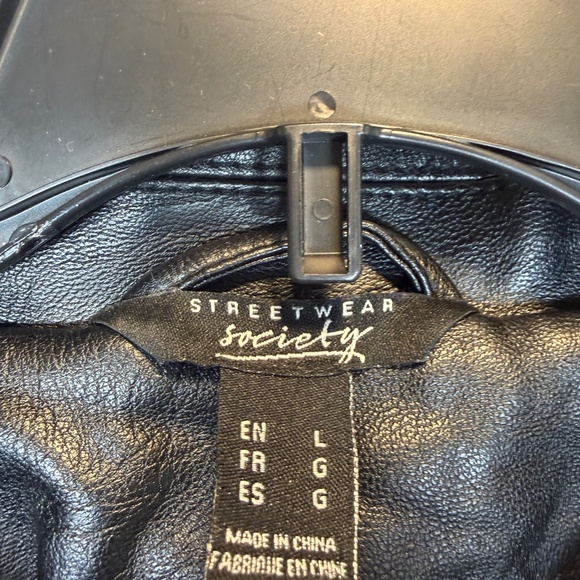 STREETWEAR
society
EN L
FR G
ES G
MADE IN CHINA
FABRIQUE EN CHINE